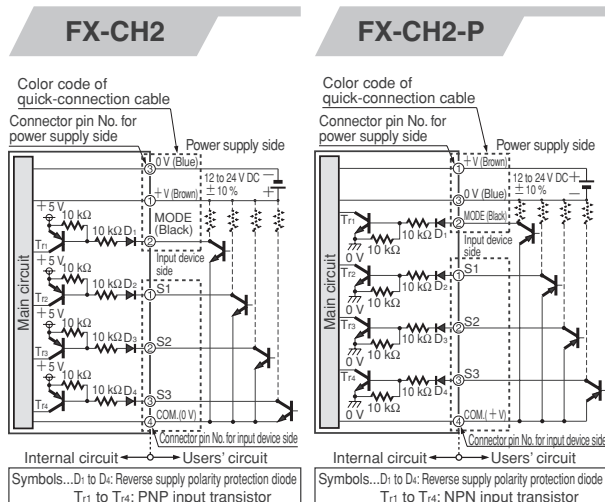 FX-CH2
Color code of
quick-connection cable
Connector pin No. for
power supply side
Power supply side
③ 0 V (Blue)
12 to 24 V DC
± 10 %
−
+
① + V (Brown)
MODE
(Black)
②
Input device
side
Main circuit
+ 5 V
10 kΩ
Tr1
10 kΩ D1
+ 5 V
10 kΩ
Tr2
10 kΩ D2
① S1
+ 5 V
10 kΩ
Tr3
10 kΩ D3
② S2
+ 5 V
10 kΩ
Tr4
10 kΩ D4
③ S3
④ COM.(0 V)
Connector pin No. for input device side
Internal circuit
Users' circuit
Symbols...D1 to D4: Reverse supply polarity protection diode
Tr1 to Tr4: PNP input transistor
FX-CH2-P
Color code of
quick-connection cable
Connector pin No. for
power supply side
Power supply side
① + V (Brown)
12 to 24 V DC
± 10 %
+
−
③ 0 V (Blue)
② MODE (Black)
Input device
side
Main circuit
Tr1
10 kΩ D1
10 kΩ
0 V
Tr2
10 kΩ D2
10 kΩ
0 V
① S1
Tr3
10 kΩ D3
10 kΩ
0 V
② S2
Tr4
10 kΩ D4
10 kΩ
0 V
③ S3
④ COM.(+ V)
Connector pin No. for input device side
Internal circuit
Users' circuit
Symbols...D1 to D4: Reverse supply polarity protection diode
Tr1 to Tr4: NPN input transistor